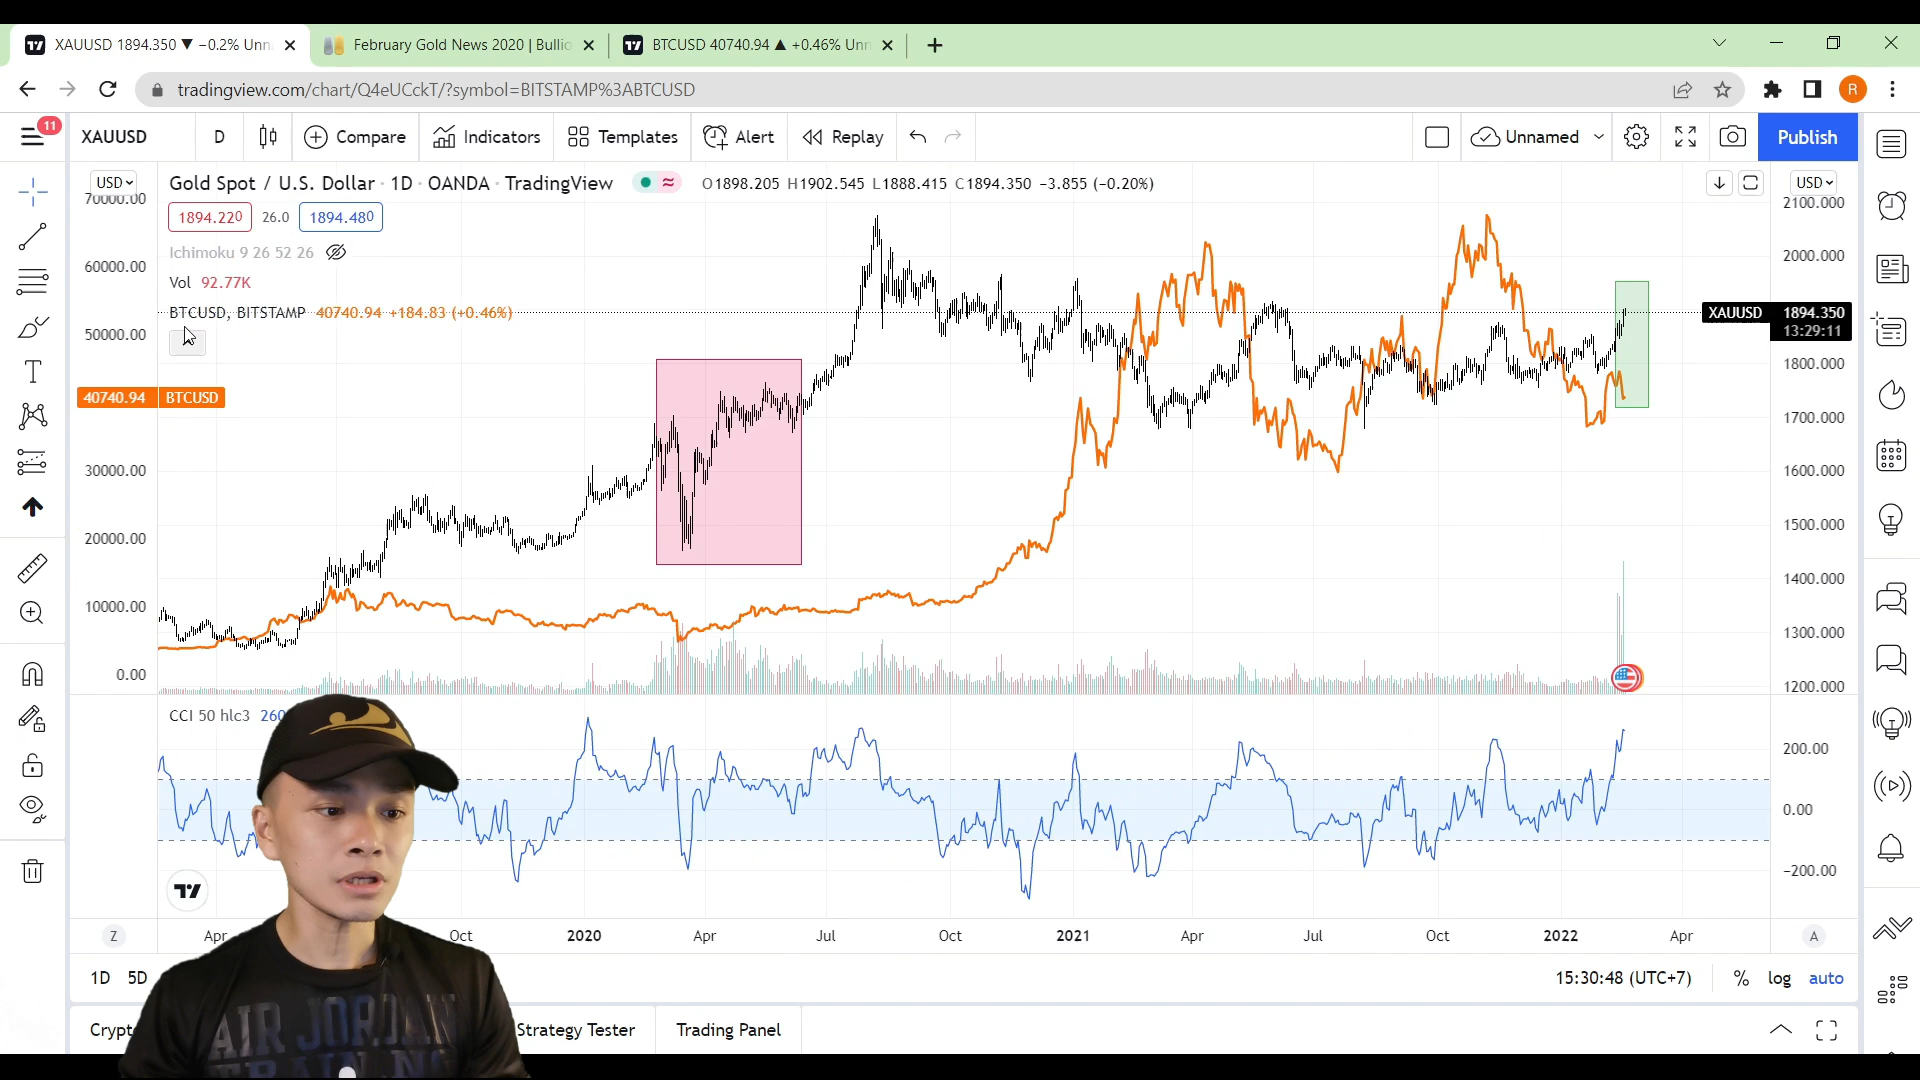 XAUUSD 1894.350 ▼ −0.2% Unn
February Gold News 2020 | Bullio
BTCUSD 40740.94 ▲ +0.46% Unn
tradingview.com/chart/Q4eUCckT/?symbol=BITSTAMP%3ABTCUSD
R
11
XAUUSD
D
Compare
Indicators
Templates
Alert
Replay
Unnamed
Publish
USD
Gold Spot / U.S. Dollar · 1D · OANDA · TradingView
O1898.205 H1902.545 L1888.415 C1894.350 −3.855 (−0.20%)
USD
1894.220
26.0
1894.480
Ichimoku 9 26 52 26
Vol 92.77K
BTCUSD, BITSTAMP 40740.94 +184.83 (+0.46%)
70000.00
60000.00
50000.00
40740.94
BTCUSD
30000.00
20000.00
10000.00
0.00
2100.000
2000.000
XAUUSD 1894.350
13:29:11
1800.000
1700.000
1600.000
1500.000
1400.000
1300.000
1200.000
CCI 50 hlc3 260
200.00
0.00
−200.00
Z
Apr
Oct
2020
Apr
Jul
Oct
2021
Apr
Jul
Oct
2022
Apr
A
1D
5D
15:30:48 (UTC+7)
%
log
auto
Crypt
Strategy Tester
Trading Panel
AIR JORDAN